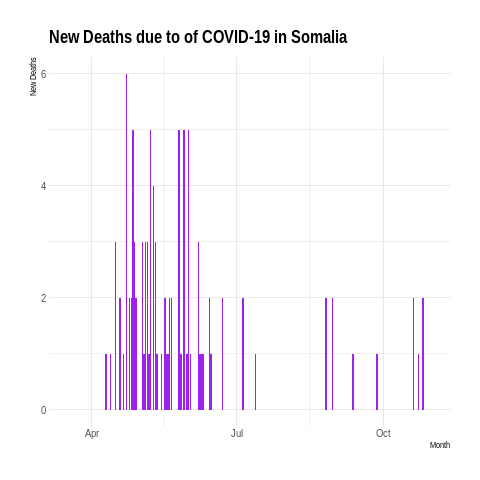 New Deaths due to of COVID-19 in Somalia
New Deaths
6
4
2
0
Apr
Jul
Oct
Month